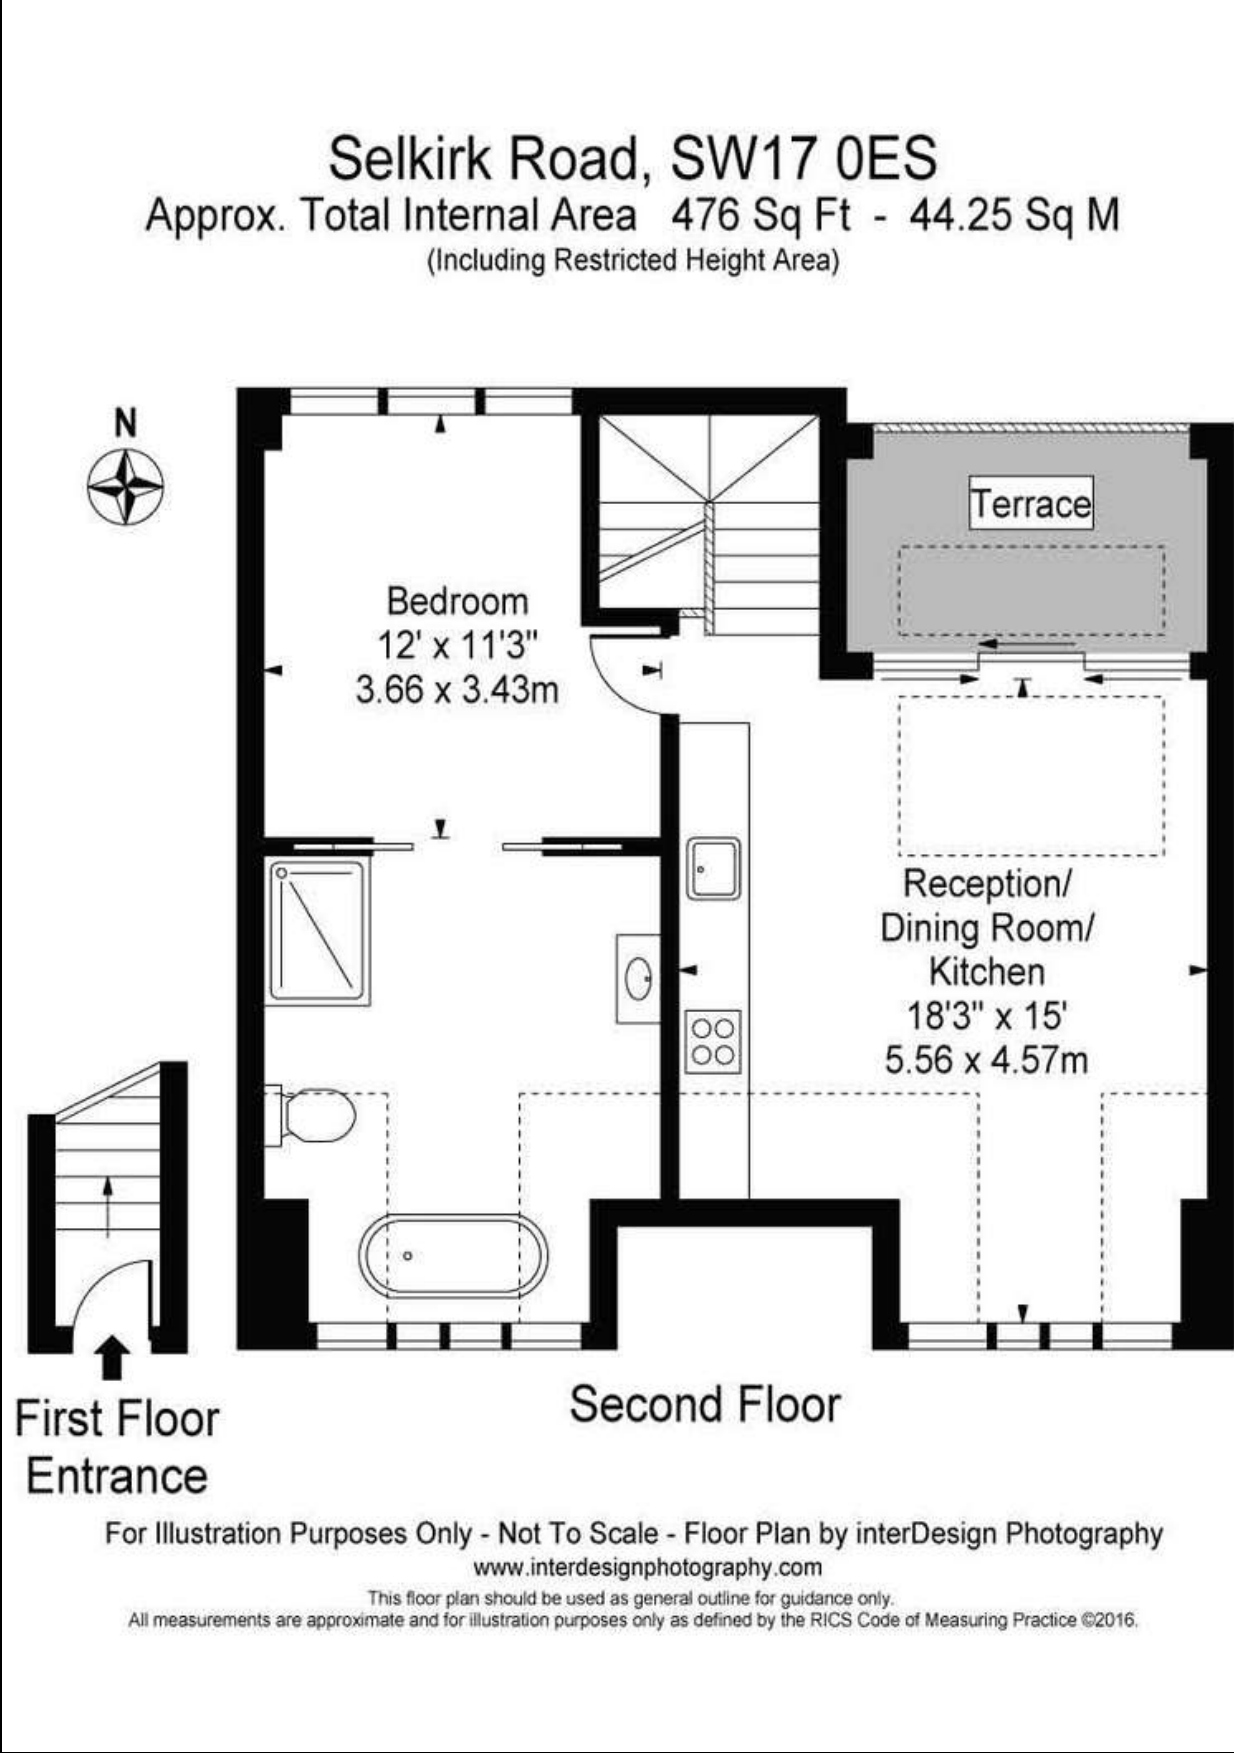 Selkirk Road, SW17 0ES
Approx. Total Internal Area 476 Sq Ft - 44.25 Sq M
(Including Restricted Height Area)
N
Terrace
Bedroom
12' x 11'3"
3.66 x 3.43m
Reception/
Dining Room/
Kitchen
18'3" x 15'
5.56 x 4.57m
First Floor
Entrance
Second Floor
For Illustration Purposes Only - Not To Scale - Floor Plan by interDesign Photography
www.interdesignphotography.com
This floor plan should be used as general outline for guidance only.
All measurements are approximate and for illustration purposes only as defined by the RICS Code of Measuring Practice ©2016.